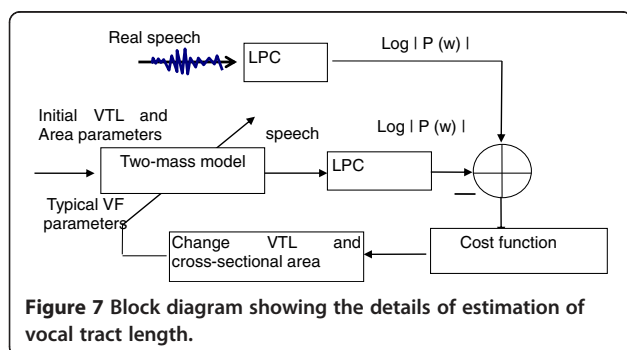 Real speech
LPC
Log | P (w) |
Initial VTL and
Area parameters
speech
Log | P (w) |
Two-mass model
LPC
Typical VF
parameters
Change VTL and
cross-sectional area
Cost function
Figure 7 Block diagram showing the details of estimation of
vocal tract length.